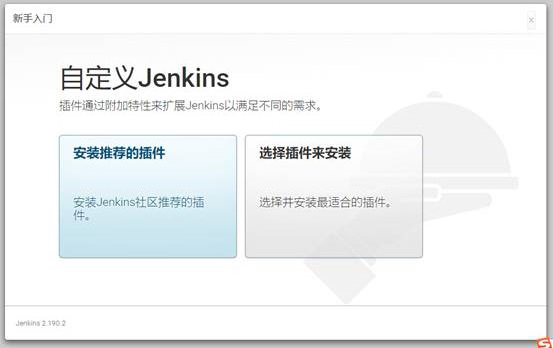 新手入门
x
自定义Jenkins
插件通过附加特性来扩展Jenkins以满足不同的需求。
安装推荐的插件
安装Jenkins社区推荐的插
件。
选择插件来安装
选择并安装最适合的插件。
Jenkins 2.190.2